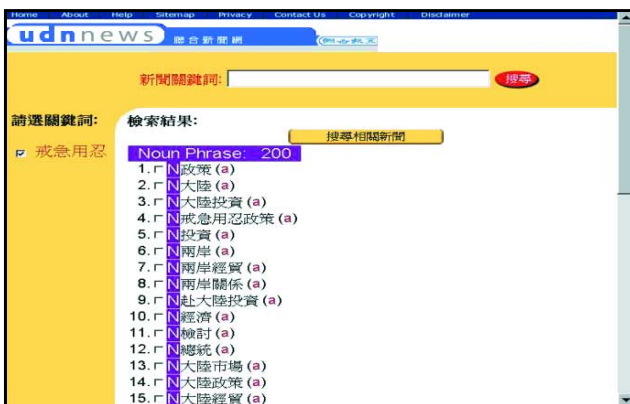 Home About Help Sitemap Privacy Contact Us Copyright Disclaimer
udnnews 聯合新聞網
新聞關鍵詞: 搜尋
請選關鍵詞: 檢索結果:
搜尋相關新聞
戒急用忍
Noun Phrase: 200
1. N政策 (a)
2. N大陸 (a)
3. N大陸投資 (a)
4. N戒急用忍政策 (a)
5. N投資 (a)
6. N兩岸 (a)
7. N兩岸經貿 (a)
8. N兩岸關係 (a)
9. N赴大陸投資 (a)
10. N經濟 (a)
11. N檢討 (a)
12. N總統 (a)
13. N大陸市場 (a)
14. N大陸政策 (a)
15. N大陸經貿 (a)